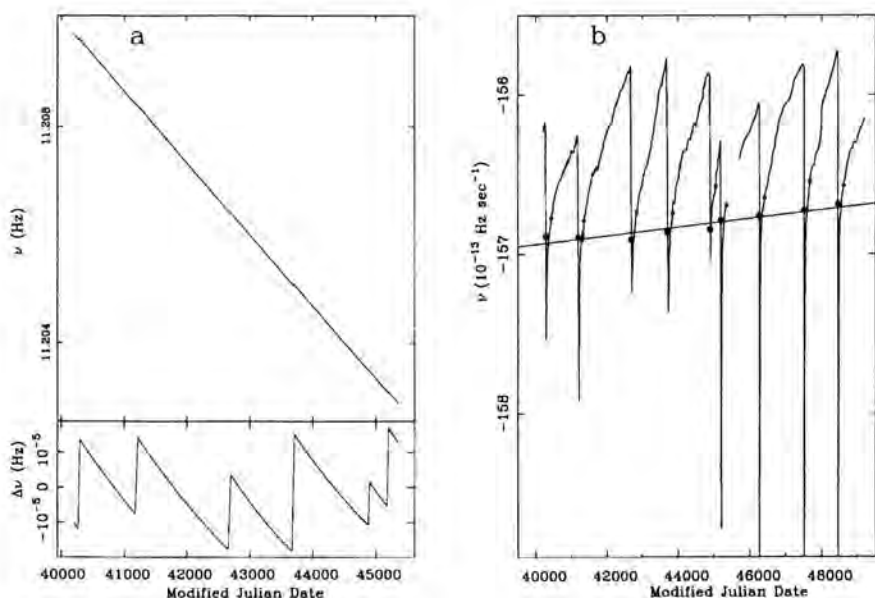 a
ν (Hz)
11.208
11.204
Δν (Hz)
10⁻⁵
0
−10⁻⁵
40000 41000 42000 43000 44000 45000
Modified Julian Date
b
ν (10⁻¹³ Hz sec⁻¹)
−156
−157
−158
40000 42000 44000 46000 48000
Modified Julian Date